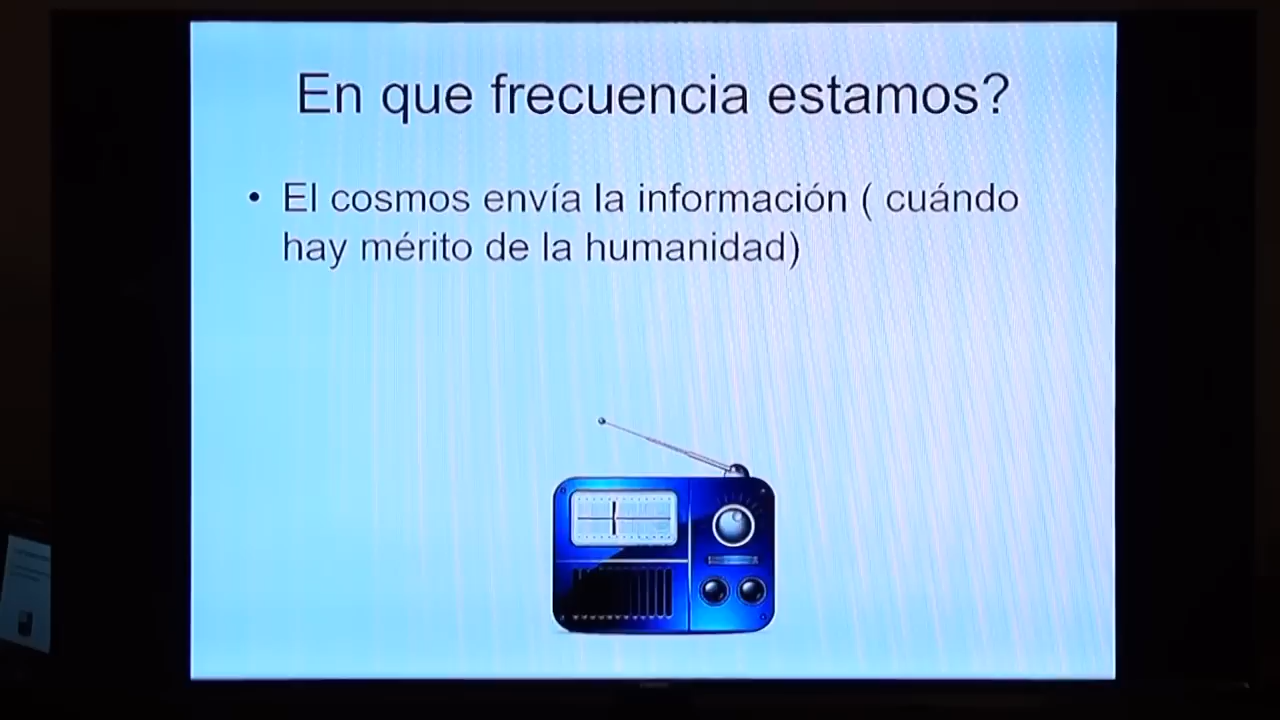 En que frecuencia estamos?
• El cosmos envía la información ( cuándo
hay mérito de la humanidad)